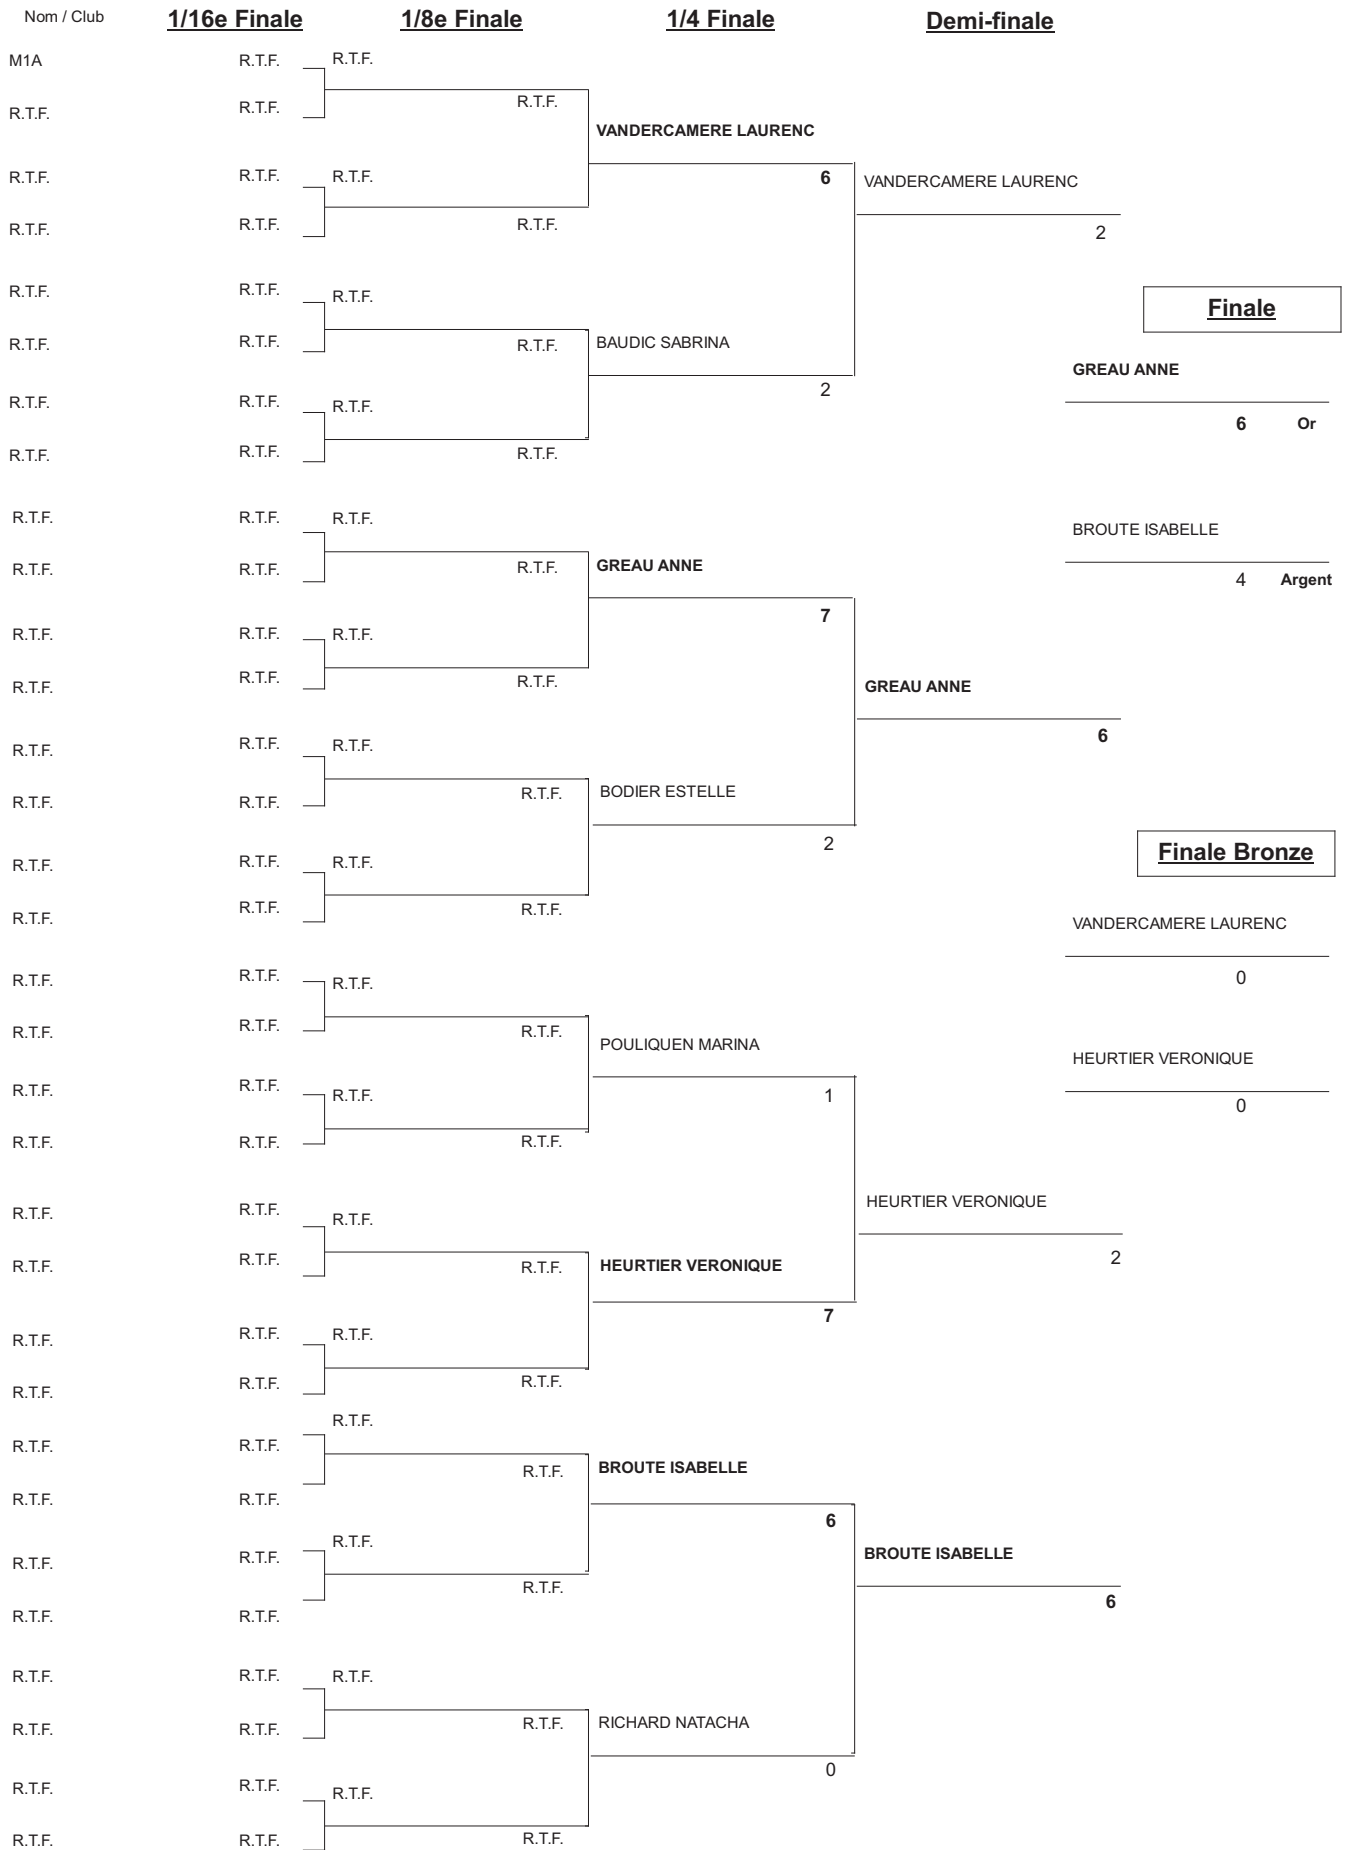 Nom / Club 1/16e Finale 1/8e Finale 1/4 Finale Demi-finale
M1A R.T.F. R.T.F.
R.T.F. R.T.F. R.T.F.
VANDERCAMERE LAURENC
R.T.F. R.T.F. R.T.F. 6 VANDERCAMERE LAURENC
R.T.F. R.T.F. R.T.F. 2
R.T.F. R.T.F. R.T.F.
Finale
R.T.F. R.T.F. R.T.F. BAUDIC SABRINA
GREAU ANNE
R.T.F. R.T.F. R.T.F. 2
6 Or
R.T.F. R.T.F. R.T.F.
R.T.F. R.T.F. R.T.F.
BROUTE ISABELLE
R.T.F. R.T.F. R.T.F. GREAU ANNE
4 Argent
7
R.T.F. R.T.F. R.T.F.
R.T.F. R.T.F. R.T.F. GREAU ANNE
6
R.T.F. R.T.F. R.T.F.
R.T.F. R.T.F. R.T.F. BODIER ESTELLE
2
Finale Bronze
R.T.F. R.T.F. R.T.F.
R.T.F. R.T.F. R.T.F.
VANDERCAMERE LAURENC
R.T.F. R.T.F. R.T.F. 0
R.T.F. R.T.F. R.T.F. POULIQUEN MARINA
HEURTIER VERONIQUE
R.T.F. R.T.F. R.T.F. 1
0
R.T.F. R.T.F. R.T.F.
HEURTIER VERONIQUE
R.T.F. R.T.F. R.T.F.
R.T.F. R.T.F. R.T.F. HEURTIER VERONIQUE 2
7
R.T.F. R.T.F. R.T.F.
R.T.F. R.T.F. R.T.F.
R.T.F.
R.T.F. R.T.F.
R.T.F. BROUTE ISABELLE
R.T.F. R.T.F.
6
R.T.F. R.T.F. R.T.F. BROUTE ISABELLE
R.T.F.
6
R.T.F. R.T.F.
R.T.F. R.T.F. R.T.F.
R.T.F. R.T.F. R.T.F. RICHARD NATACHA
0
R.T.F. R.T.F. R.T.F.
R.T.F. R.T.F. R.T.F.